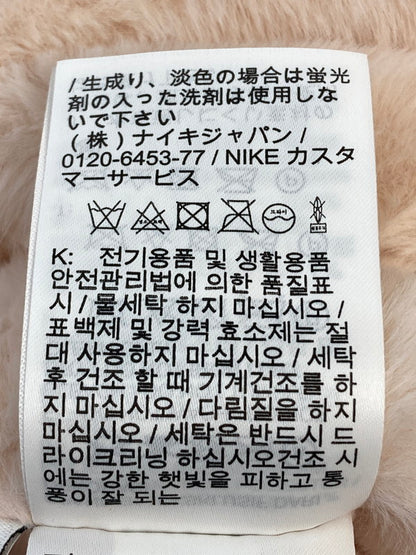 / 生成り、淡色の場合は蛍光
剤の入った洗剤は使用しな
いで下さい
(株) ナイキジャパン /
0120-6453-77 / NIKE カスタ
マーサービス
드라이
K: 전기용품 및 생활용품
안전관리법에 의한 품질표
시 / 물세탁 하지 마십시오 /
표백제 및 강력 효소제는 절
대 사용하지 마십시오 / 세탁
후 건조 할 때 기계건조를 하
지 마십시오 / 다림질을 하지
마십시오 / 세탁은 반드시 드
라이크리닝 하십시오건조 시
에는 강한 햇빛을 피하고 통
풍이 잘 되는